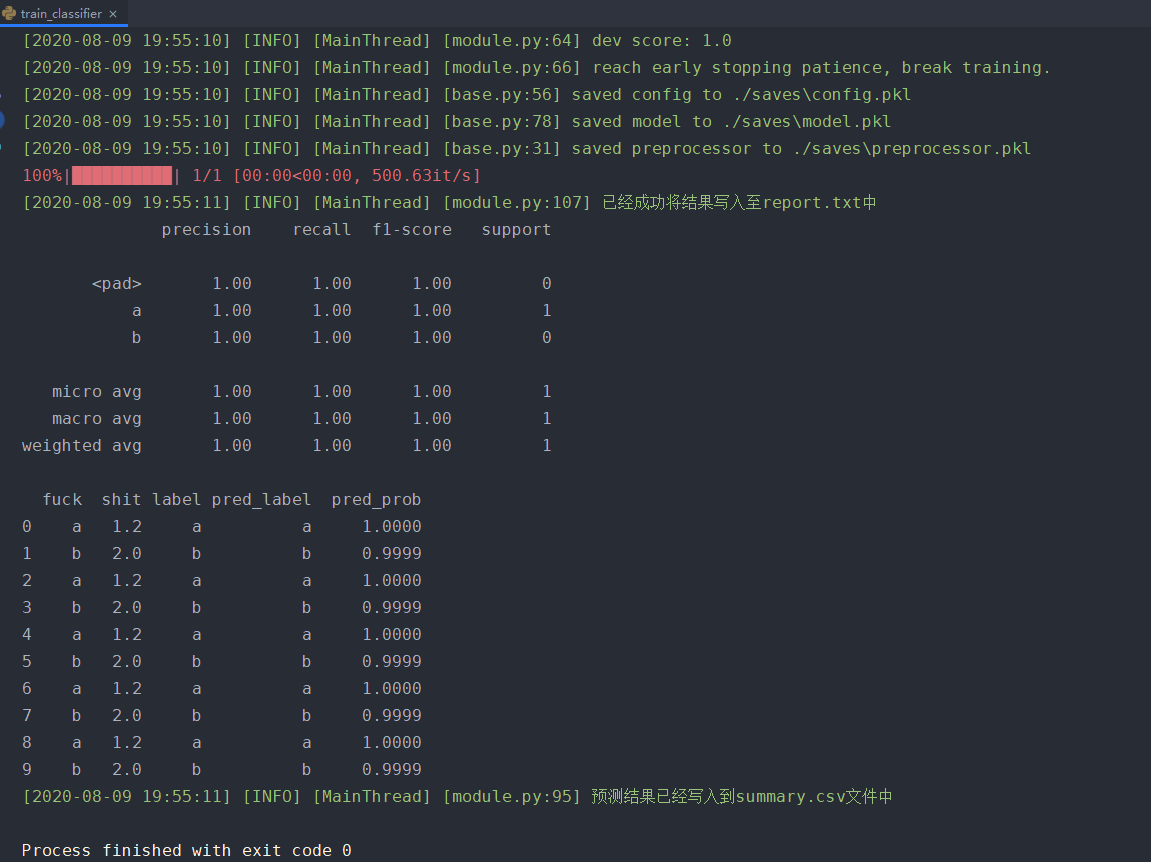 train_classifier ×
[2020-08-09 19:55:10] [INFO] [MainThread] [module.py:64] dev score: 1.0
[2020-08-09 19:55:10] [INFO] [MainThread] [module.py:66] reach early stopping patience, break training.
[2020-08-09 19:55:10] [INFO] [MainThread] [base.py:56] saved config to ./saves\config.pkl
[2020-08-09 19:55:10] [INFO] [MainThread] [base.py:78] saved model to ./saves\model.pkl
[2020-08-09 19:55:10] [INFO] [MainThread] [base.py:31] saved preprocessor to ./saves\preprocessor.pkl
100%|██████████| 1/1 [00:00<00:00, 500.63it/s]
[2020-08-09 19:55:11] [INFO] [MainThread] [module.py:107] 已经成功将结果写入至report.txt中
              precision    recall  f1-score   support
       <pad>       1.00      1.00      1.00         0
           a       1.00      1.00      1.00         1
           b       1.00      1.00      1.00         0
   micro avg       1.00      1.00      1.00         1
   macro avg       1.00      1.00      1.00         1
weighted avg       1.00      1.00      1.00         1
  fuck  shit label pred_label  pred_prob
0    a   1.2     a          a     1.0000
1    b   2.0     b          b     0.9999
2    a   1.2     a          a     1.0000
3    b   2.0     b          b     0.9999
4    a   1.2     a          a     1.0000
5    b   2.0     b          b     0.9999
6    a   1.2     a          a     1.0000
7    b   2.0     b          b     0.9999
8    a   1.2     a          a     1.0000
9    b   2.0     b          b     0.9999
[2020-08-09 19:55:11] [INFO] [MainThread] [module.py:95] 预测结果已经写入到summary.csv文件中
Process finished with exit code 0